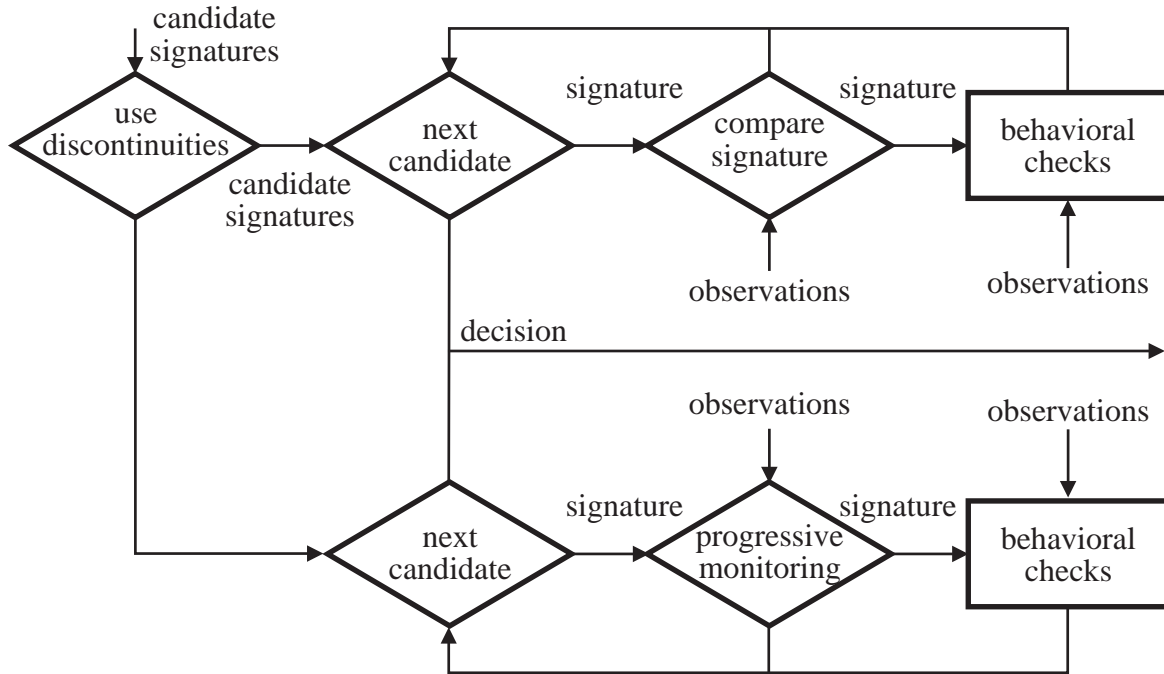 candidate
signatures
use
discontinuities
candidate
signatures
next
candidate
signature
compare
signature
signature
behavioral
checks
observations
observations
decision
observations
observations
next
candidate
signature
progressive
monitoring
signature
behavioral
checks